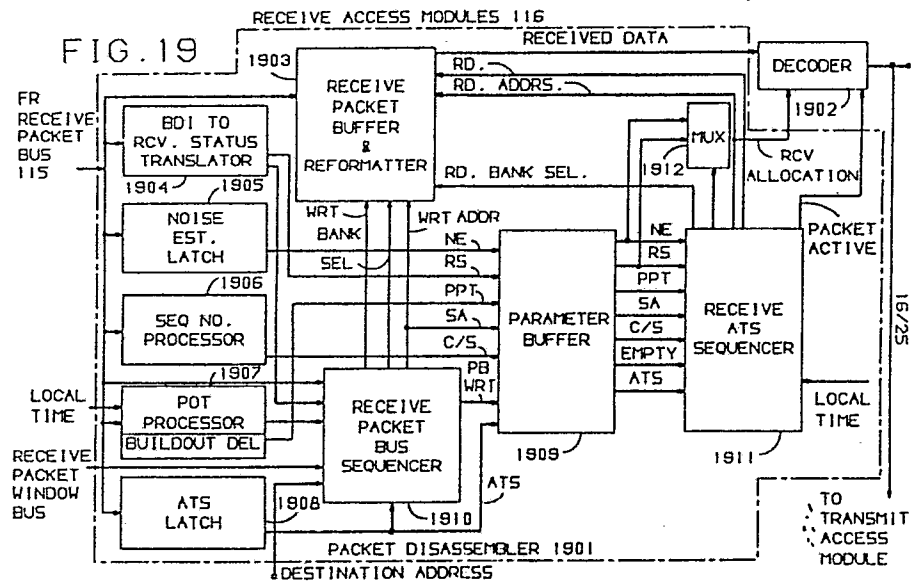 RECEIVE ACCESS MODULES 116
FIG.19
RECEIVED DATA
1903
RECEIVE
PACKET
BUFFER
&
REFORMATTER
RD.
RD. ADDRS.
DECODER
1902
FR
RECEIVE
PACKET
BUS
115
BDI TO
RCV. STATUS
TRANSLATOR
1904
MUX
1912
RCV
ALLOCATION
1905
NOISE
EST.
LATCH
RD. BANK SEL.
WRT
BANK
SEL
WRT ADDR
PACKET
ACTIVE
NE
RS
PPT
SA
C/S
PB
WRT
PARAMETER
BUFFER
1909
NE
RS
PPT
SA
C/S
EMPTY
ATS
RECEIVE
ATS
SEQUENCER
1911
16/25
1906
SEQ NO.
PROCESSOR
1907
LOCAL
TIME
POT
PROCESSOR
BUILDOUT DEL
RECEIVE
PACKET
BUS
SEQUENCER
1910
LOCAL
TIME
RECEIVE
PACKET
WINDOW
BUS
ATS
LATCH
1908
ATS
PACKET DISASSEMBLER 1901
DESTINATION ADDRESS
TO
TRANSMIT
ACCESS
MODULE